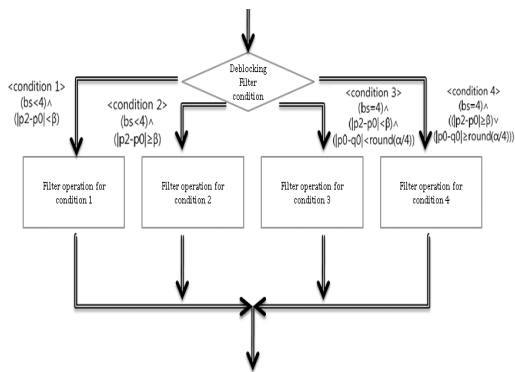 Deblocking
Filter
condition
<condition 1>
(bs<4)∧
(|p2-p0|<β)
<condition 2>
(bs<4)∧
(|p2-p0|≥β)
<condition 3>
(bs=4)∧
(|p2-p0|<β)∧
(|p0-q0|<round(α/4))
<condition 4>
(bs=4)∧
((|p2-p0|≥β)∨
(|p0-q0|≥round(α/4)))
Filter operation for
condition 1
Filter operation for
condition 2
Filter operation for
condition 3
Filter operation for
condition 4